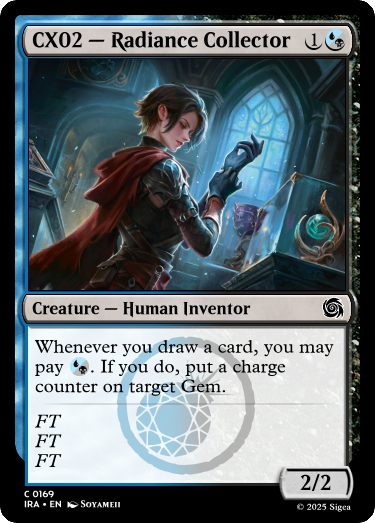 CX02 — Radiance Collector 1
Creature — Human Inventor
Whenever you draw a card, you may
pay . If you do, put a charge
counter on target Gem.
FT
FT
FT
2/2
C 0169
IRA • EN Soyameii
© 2025 Sigea